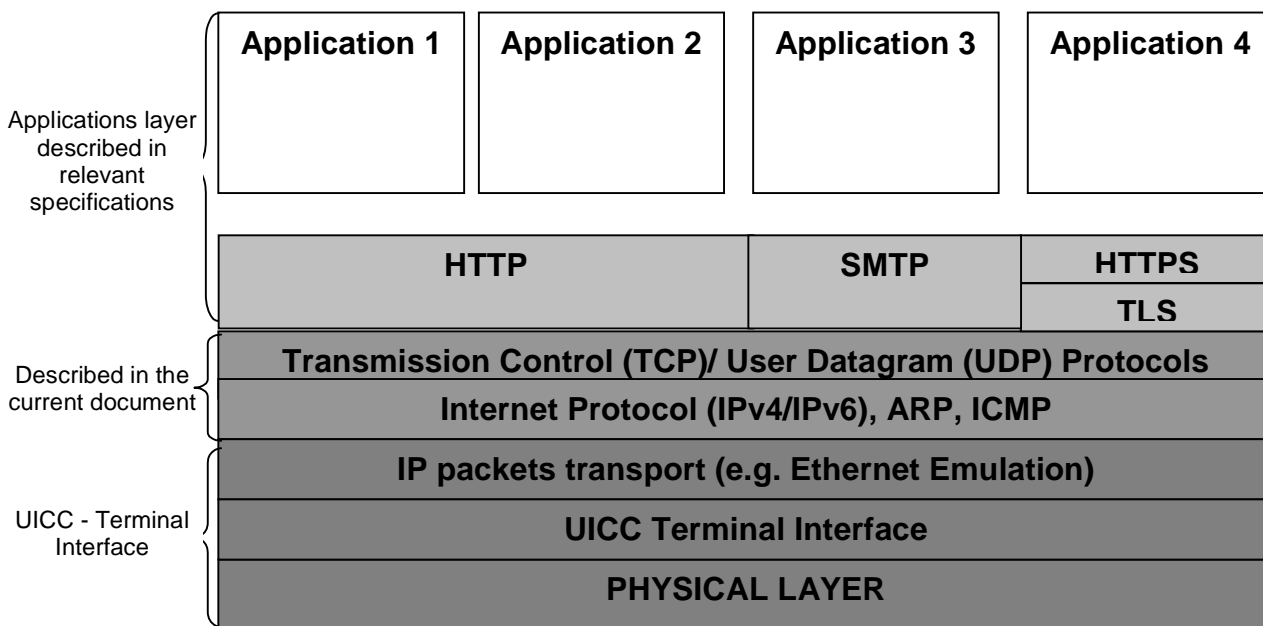 Application 1
Application 2
Application 3
Application 4
Applications layer
described in
relevant
specifications
HTTP
SMTP
HTTPS
TLS
Described in the
current document
Transmission Control (TCP)/ User Datagram (UDP) Protocols
Internet Protocol (IPv4/IPv6), ARP, ICMP
UICC - Terminal
Interface
IP packets transport (e.g. Ethernet Emulation)
UICC Terminal Interface
PHYSICAL LAYER